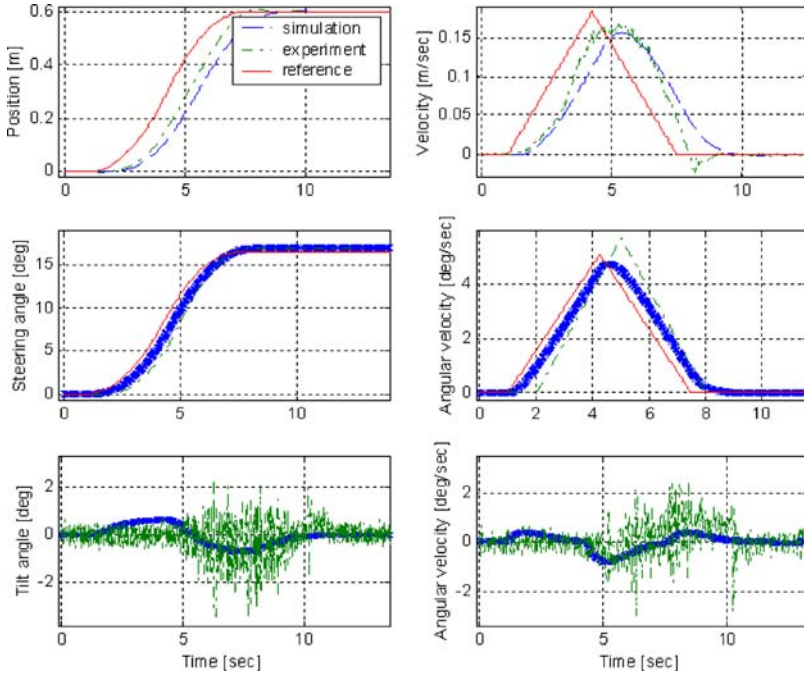 0.6
0.4
0.2
0
Position [m]
simulation
experiment
reference
0 5 10
0.15
0.1
0.05
0
Velocity [m/sec]
0 5 10
15
10
5
0
Steering angle [deg]
0 5 10
4
2
0
Angular velocity [deg/sec]
0 2 4 6 8 10
2
0
-2
Tilt angle [deg]
0 5 10
Time [sec]
2
0
-2
Angular velocity [deg/sec]
0 5 10
Time [sec]